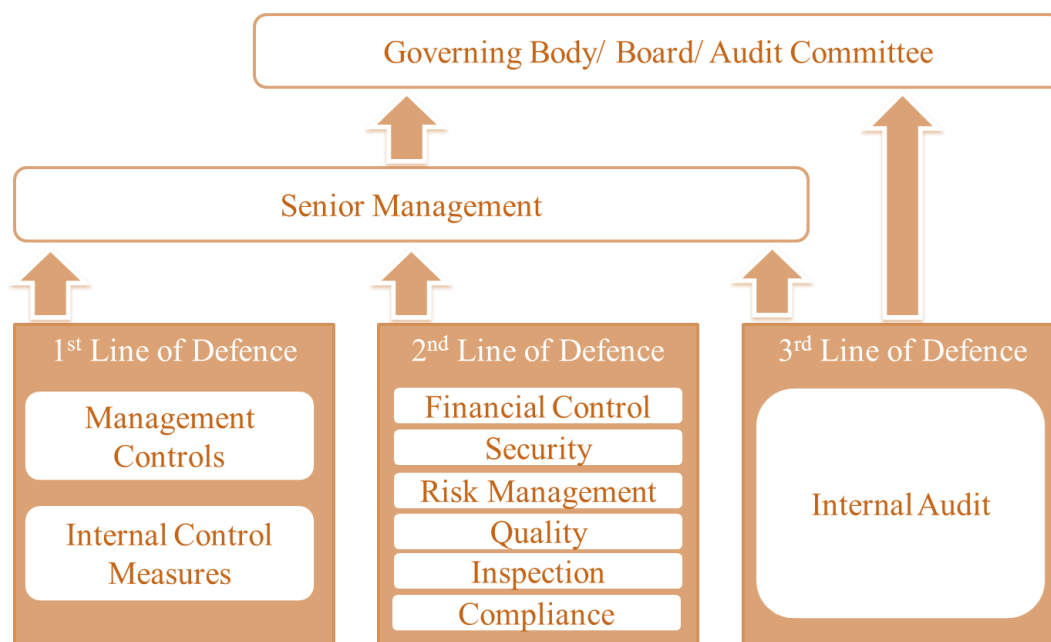 Governing Body/ Board/ Audit Committee
Senior Management
1st Line of Defence
Management
Controls
Internal Control
Measures
2nd Line of Defence
Financial Control
Security
Risk Management
Quality
Inspection
Compliance
3rd Line of Defence
Internal Audit